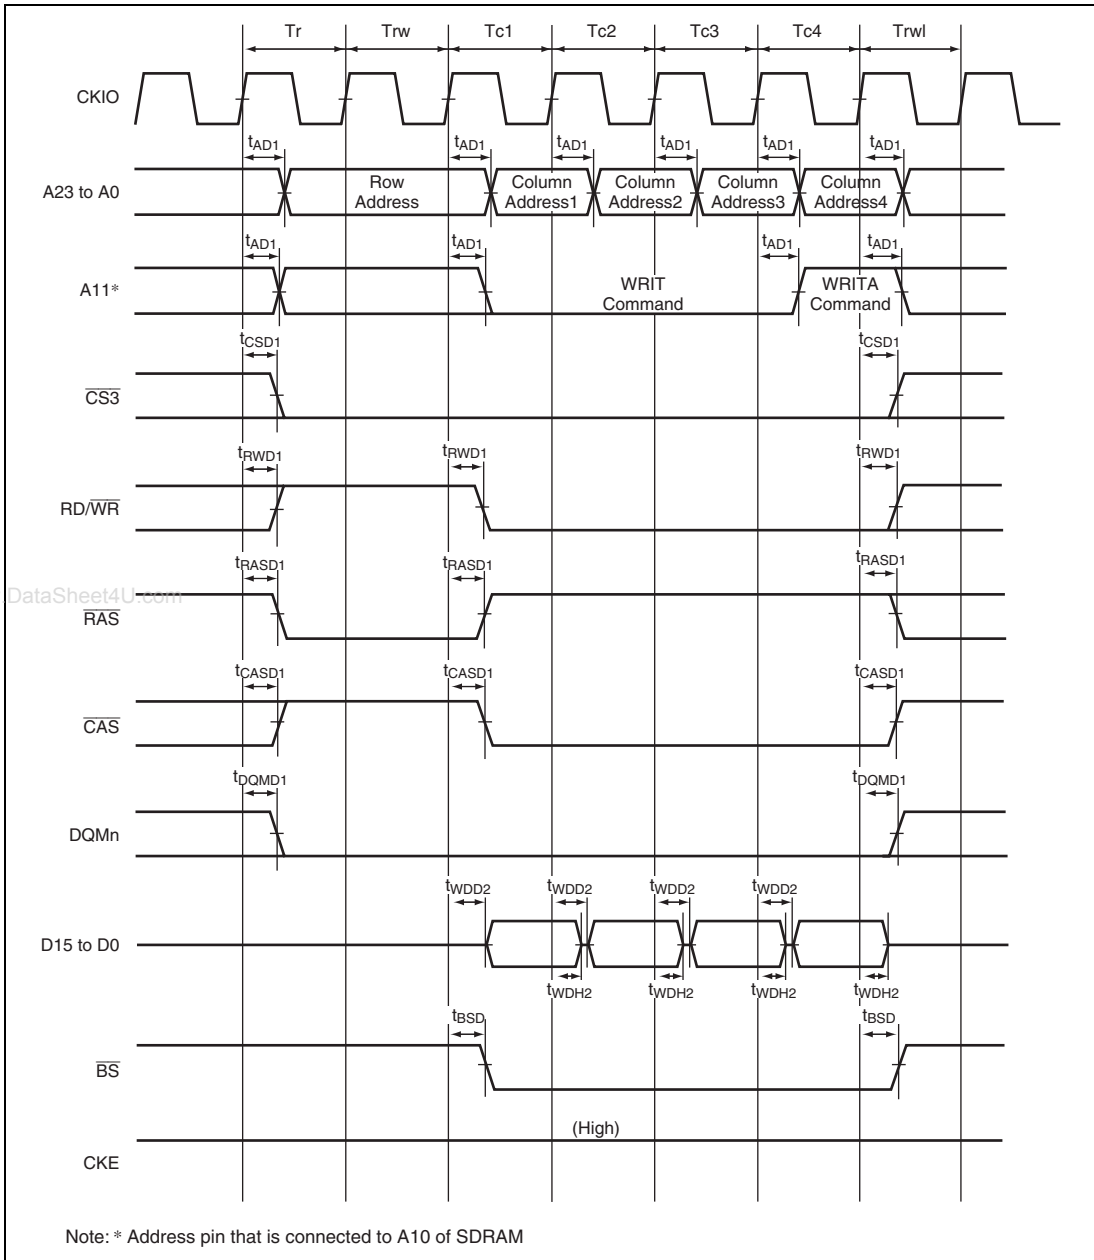 Tr Trw Tc1 Tc2 Tc3 Tc4 Trwl
CKIO
tAD1 tAD1 tAD1 tAD1 tAD1 tAD1
A23 to A0
Row Address
Column Address1
Column Address2
Column Address3
Column Address4
tAD1 tAD1 tAD1 tAD1
A11*
WRIT Command
WRITA Command
tCSD1 tCSD1
CS3
tRWD1 tRWD1 tRWD1
RD/WR
tRASD1 tRASD1 tRASD1
DataSheet4U.com
RAS
tCASD1 tCASD1 tCASD1
CAS
tDQMD1 tDQMD1
DQMn
tWDD2 tWDD2 tWDD2 tWDD2
D15 to D0
tWDH2 tWDH2 tWDH2 tWDH2
tBSD tBSD
BS
(High)
CKE
Note: * Address pin that is connected to A10 of SDRAM